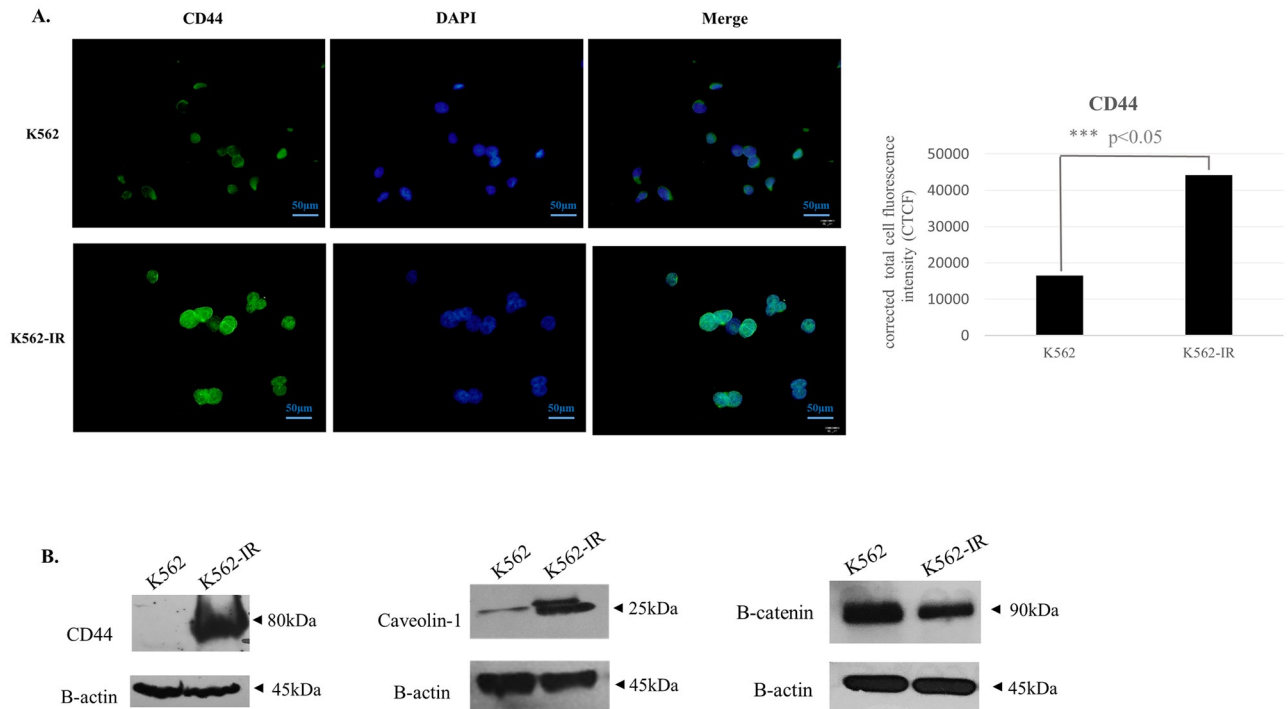 A.
CD44 DAPI Merge
K562
50μm 50μm 50μm
K562-IR
50μm 50μm 50μm
CD44
*** p<0.05
corrected total cell fluorescence
intensity (CTCF)
50000
40000
30000
20000
10000
0
K562 K562-IR
B.
K562 K562-IR
CD44 80kDa
B-actin 45kDa
K562 K562-IR
Caveolin-1 25kDa
B-actin 45kDa
K562 K562-IR
B-catenin 90kDa
B-actin 45kDa